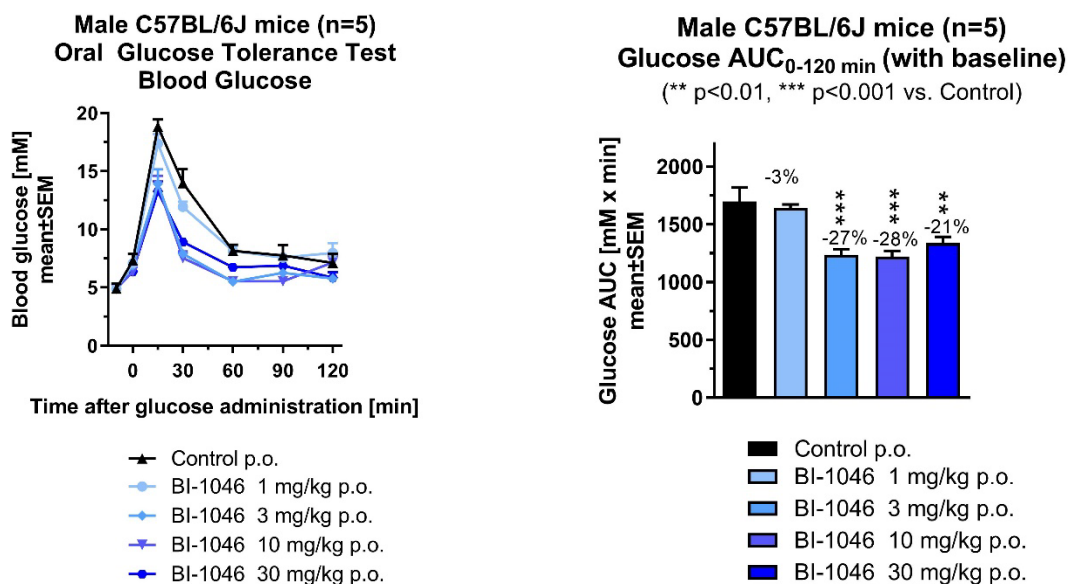 Male C57BL/6J mice (n=5)
Oral Glucose Tolerance Test
Blood Glucose
Blood glucose [mM]
mean±SEM
20
15
10
5
0
0 30 60 90 120
Time after glucose administration [min]
Control p.o.
BI-1046 1 mg/kg p.o.
BI-1046 3 mg/kg p.o.
BI-1046 10 mg/kg p.o.
BI-1046 30 mg/kg p.o.
Male C57BL/6J mice (n=5)
Glucose AUC0-120 min (with baseline)
(** p<0.01, *** p<0.001 vs. Control)
Glucose AUC [mM x min]
mean±SEM
2000
1500
1000
500
0
-3%
***
-27%
***
-28%
**
-21%
Control p.o.
BI-1046 1 mg/kg p.o.
BI-1046 3 mg/kg p.o.
BI-1046 10 mg/kg p.o.
BI-1046 30 mg/kg p.o.